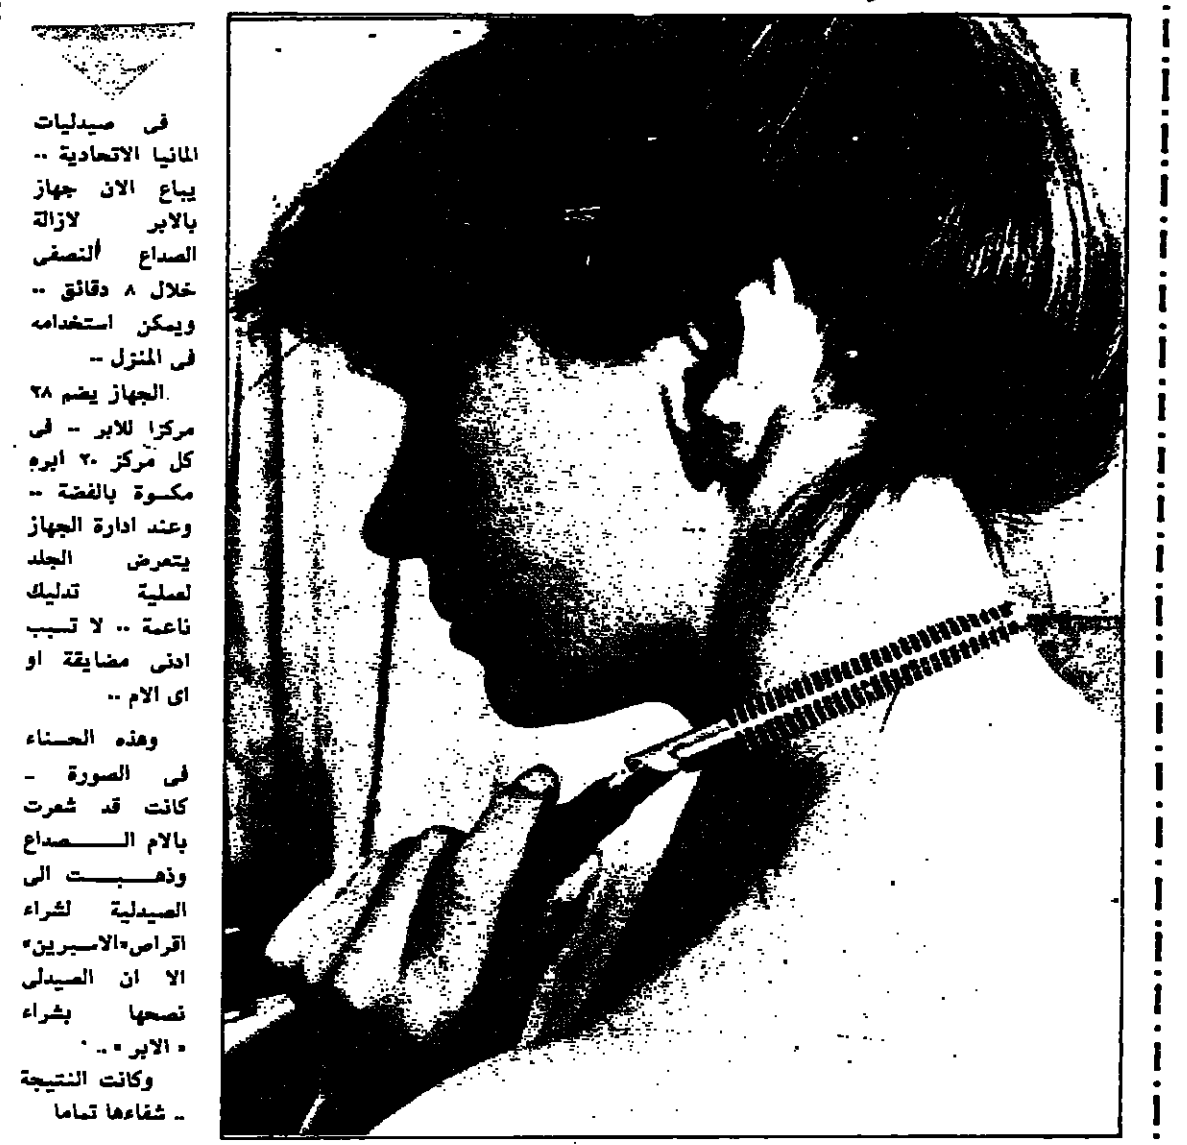 فى صيدليات
المانيا الاتحادية ..
يباع الان جهاز
بالابر لازالة
الصداع النصفى
خلال ٨ دقائق ..
ويمكن استخدامه
فى المنزل ..
الجهاز يضم ٢٨
مركزا للابر .. فى
كل مركز ٢٠ ابره
مكسوة بالفضة ..
وعند ادارة الجهاز
يتعرض الجلد
لعملية تدليك
ناعمة .. لا تسبب
ادنى مضايقة او
اى الام ..
وهذه الحسناء
فى الصورة -
كانت قد شعرت
بالام الصداع
وذهبت الى
الصيدلية لشراء
اقراص «الاسبرين»
الا ان الصيدلى
نصحها بشراء
« الابر » ..
وكانت النتيجة
.. شفاءها تماما